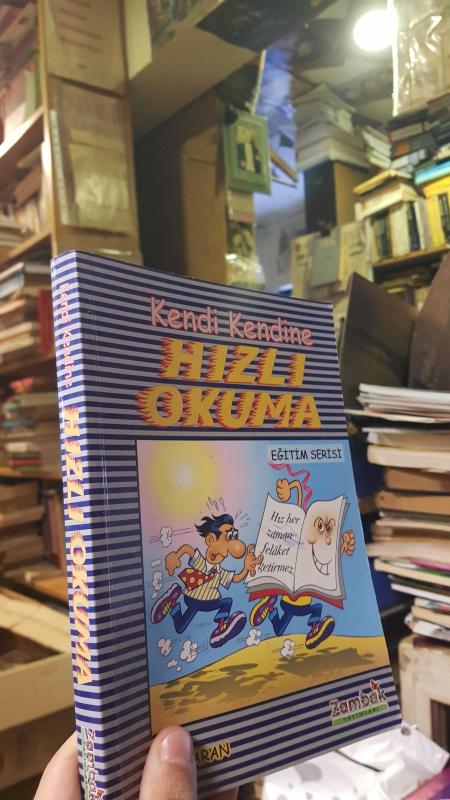 Kendi Kendine
HIZLI
OKUMA
EĞİTİM SERİSİ
Hız her
zaman
felâket
getirmez
Zambak
YAYINLARI
Kendi Kendine
HIZLI OKUMA
Zambak